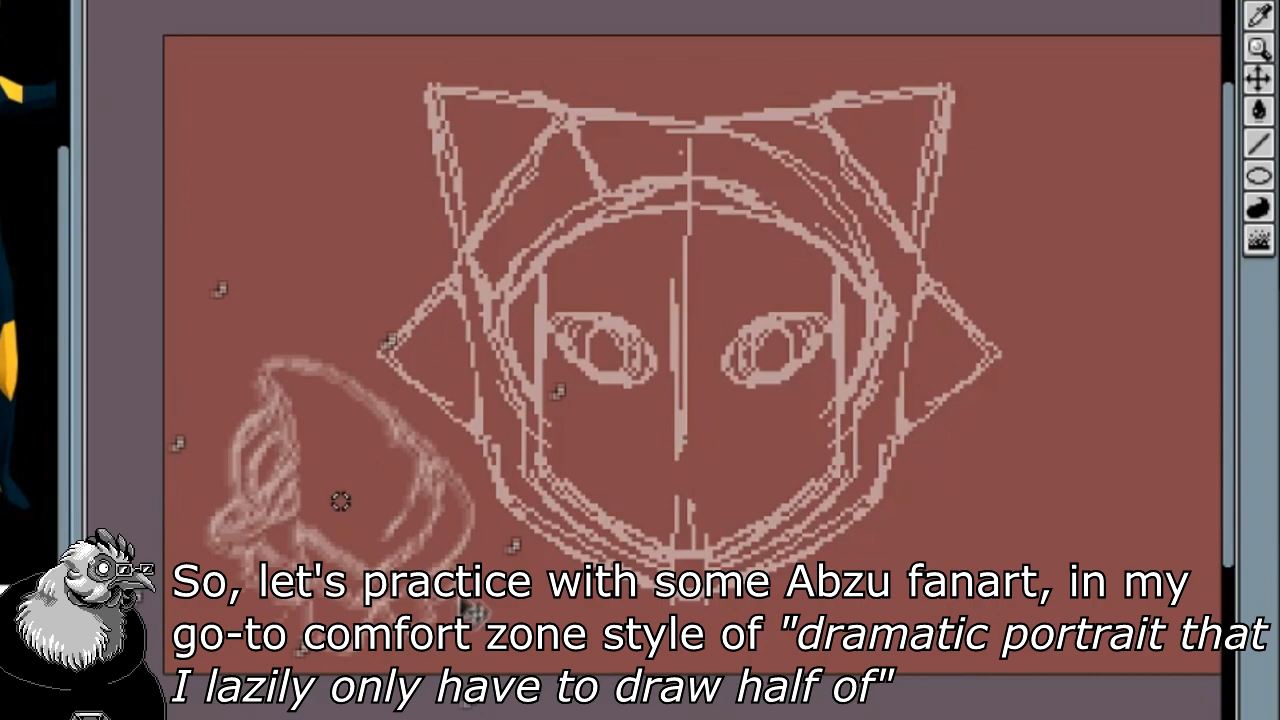 So, let's practice with some Abzu fanart, in my
go-to comfort zone style of "dramatic portrait that
I lazily only have to draw half of"